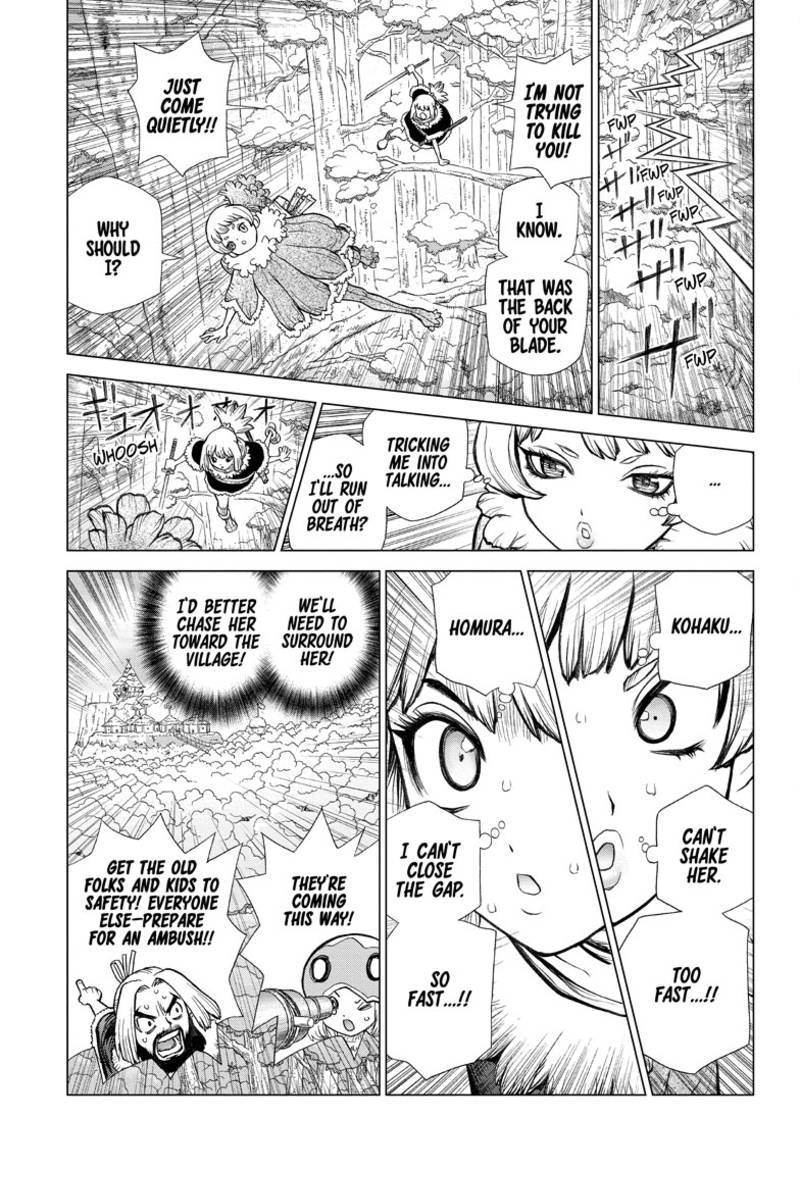 FWP
FWP
FWP
FWP
FWP
FWP
ザ
ザ
I'M NOT
TRYING
TO KILL
YOU!
JUST
COME
QUIETLY!!
I
KNOW.
THAT WAS
THE BACK
OF YOUR
BLADE.
WHY
SHOULD
I?
...
TRICKING
ME INTO
TALKING...
...SO
I'LL RUN
OUT OF
BREATH?
ギュオオオオ
WHOOSH
KOHAKU...
CAN'T
SHAKE
HER.
TOO
FAST...!!
HOMURA...
I CAN'T
CLOSE
THE GAP.
SO
FAST...!!
WE'LL
NEED TO
SURROUND
HER!
I'D BETTER
CHASE HER
TOWARD THE
VILLAGE!
THEY'RE
COMING
THIS WAY!
GET THE OLD
FOLKS AND KIDS TO
SAFETY! EVERYONE
ELSE—PREPARE
FOR AN AMBUSH!!